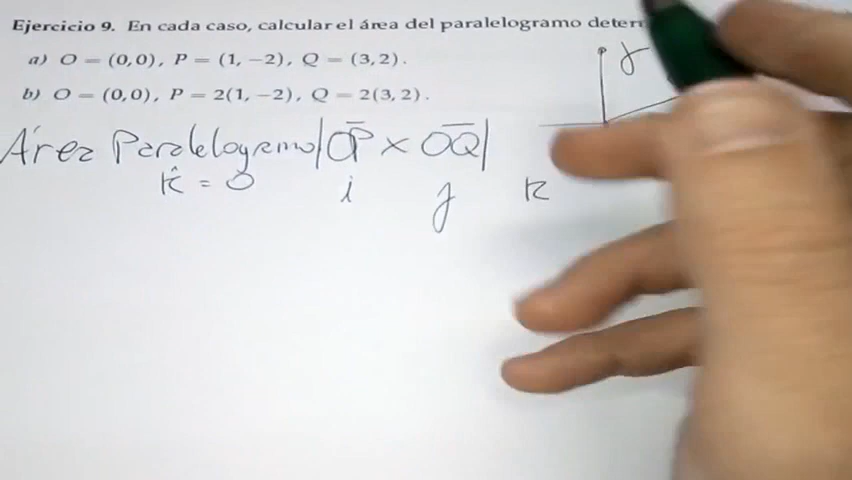 Ejercicio 9. En cada caso, calcular el área del paralelogramo
a) O = (0,0), P = (1, −2), Q = (3, 2).
b) O = (0,0), P = 2(1, −2), Q = 2(3, 2).
Área Paralelogramo |OP × OQ|
k̂ = 0
i j k